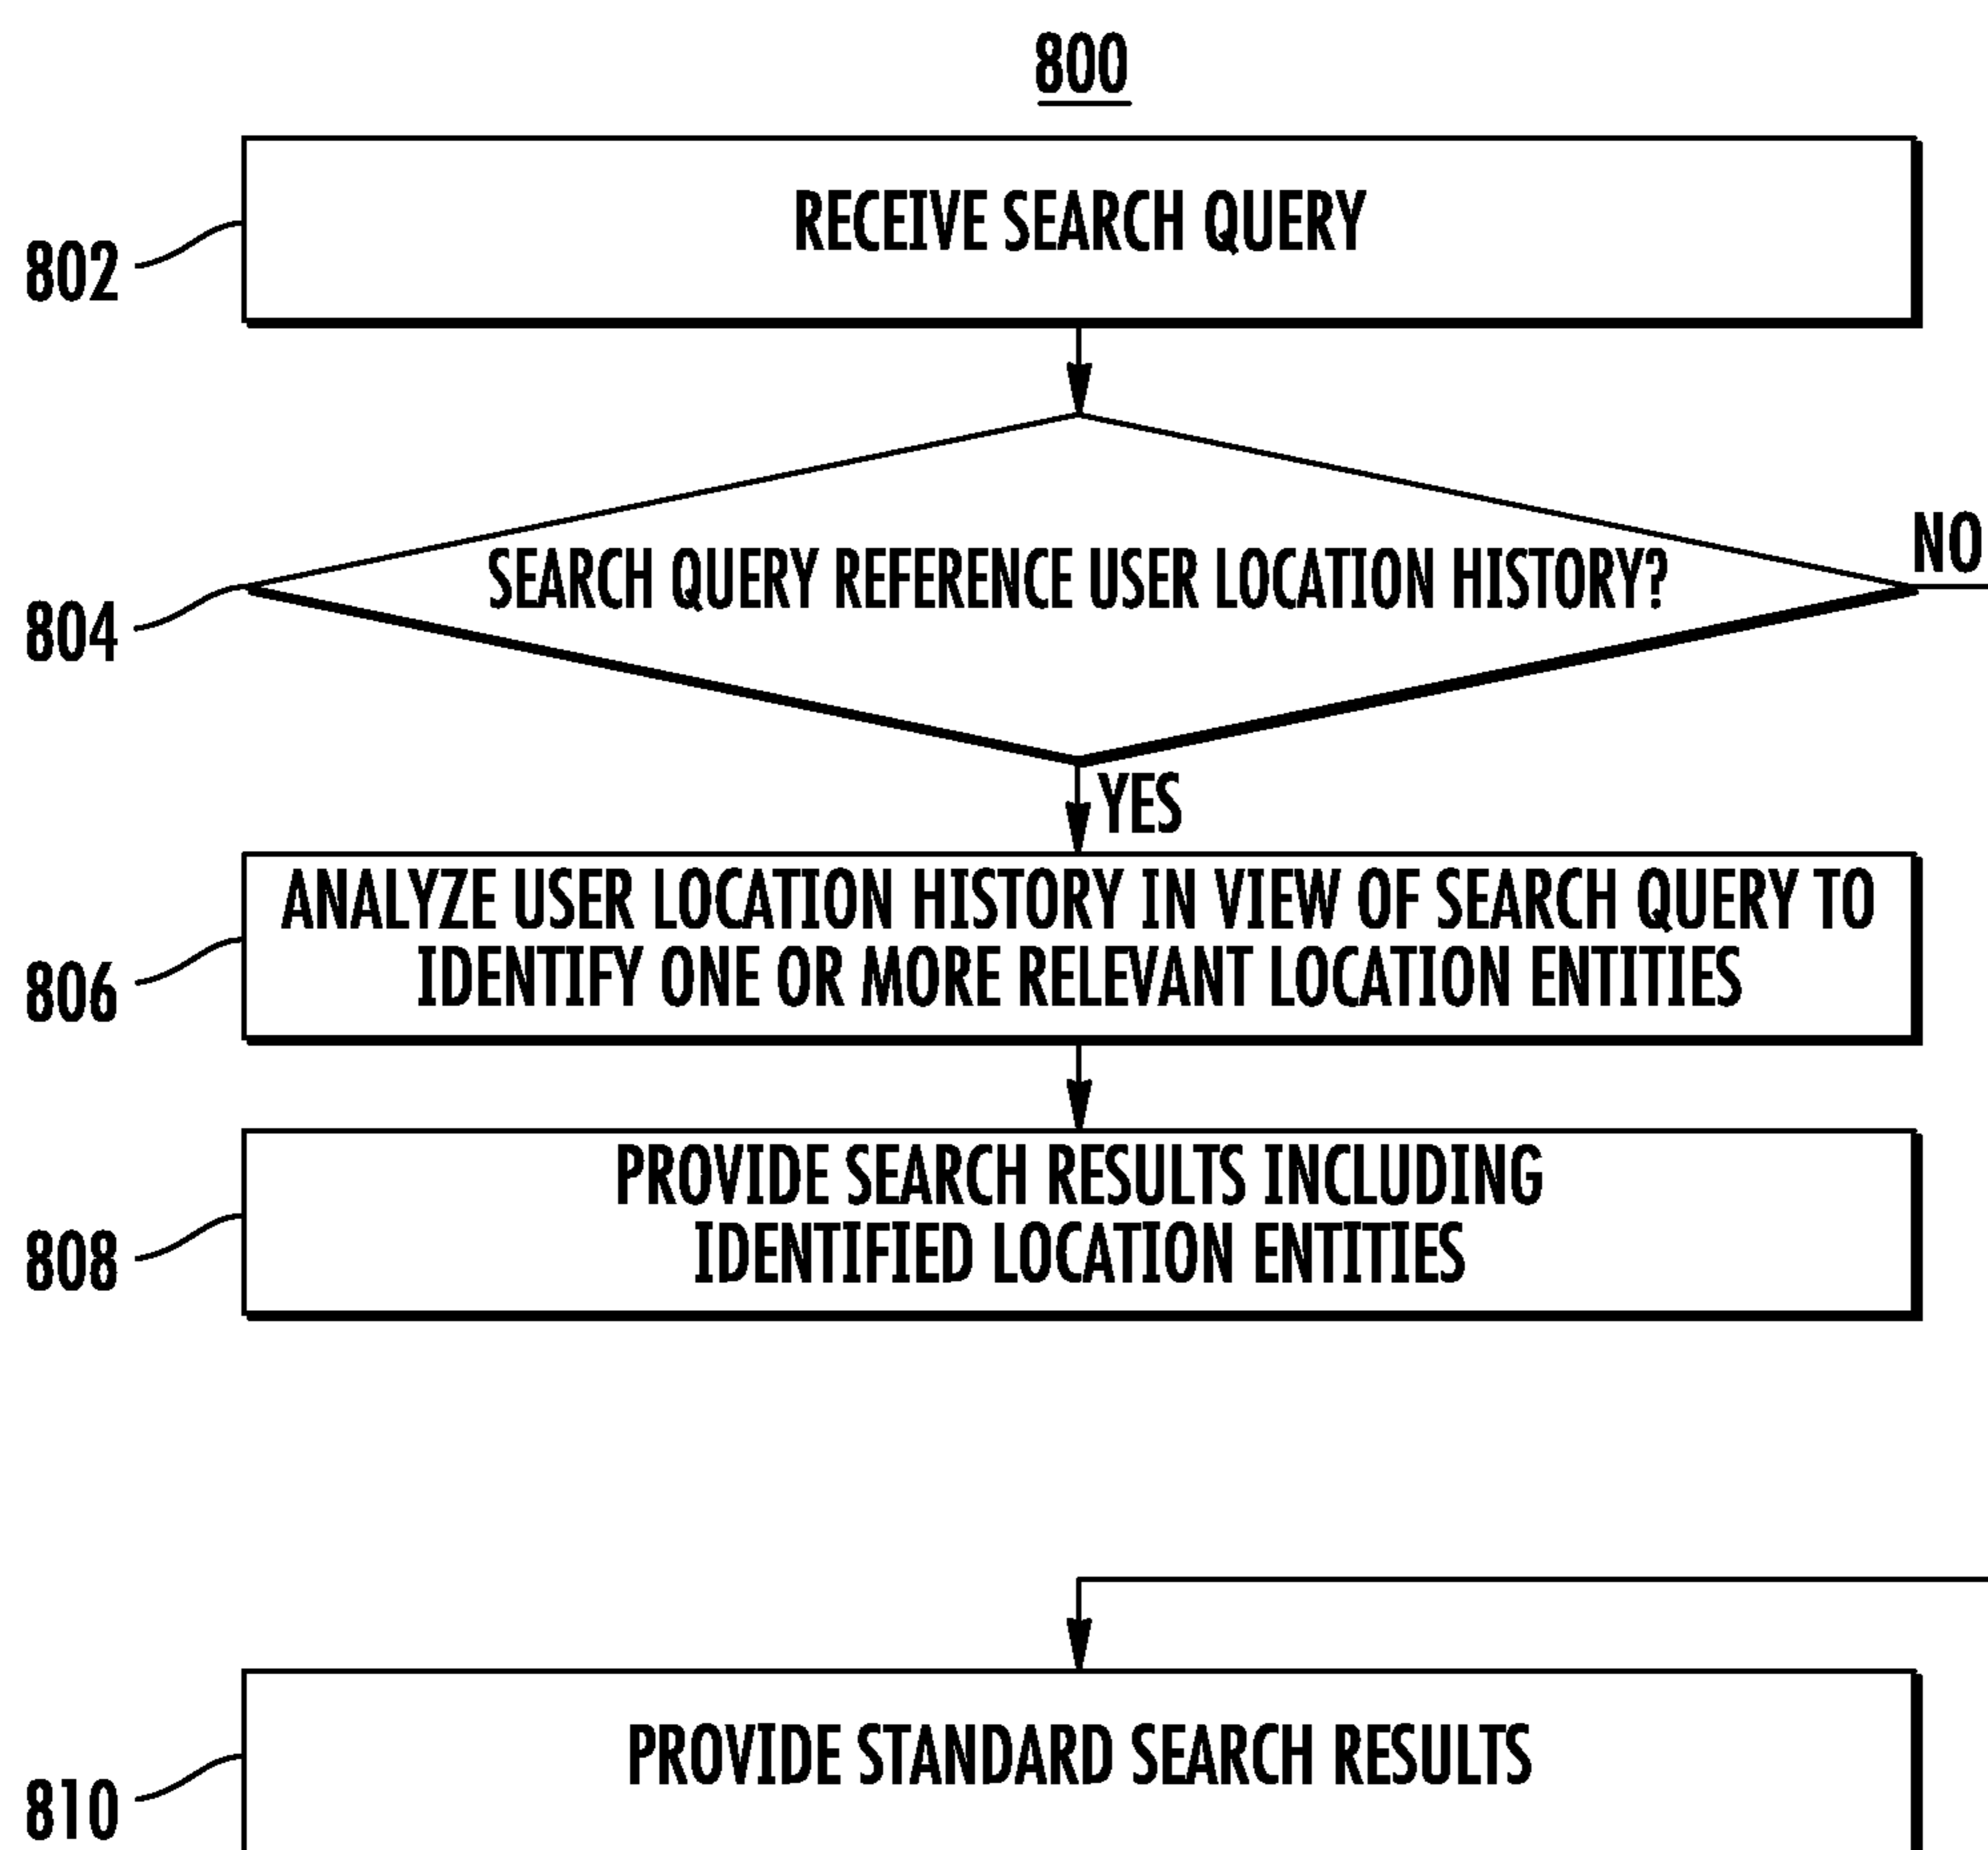 800
RECEIVE SEARCH QUERY
802
SEARCH QUERY REFERENCE USER LOCATION HISTORY?
NO
804
YES
ANALYZE USER LOCATION HISTORY IN VIEW OF SEARCH QUERY TO
IDENTIFY ONE OR MORE RELEVANT LOCATION ENTITIES
806
PROVIDE SEARCH RESULTS INCLUDING
IDENTIFIED LOCATION ENTITIES
808
PROVIDE STANDARD SEARCH RESULTS
810